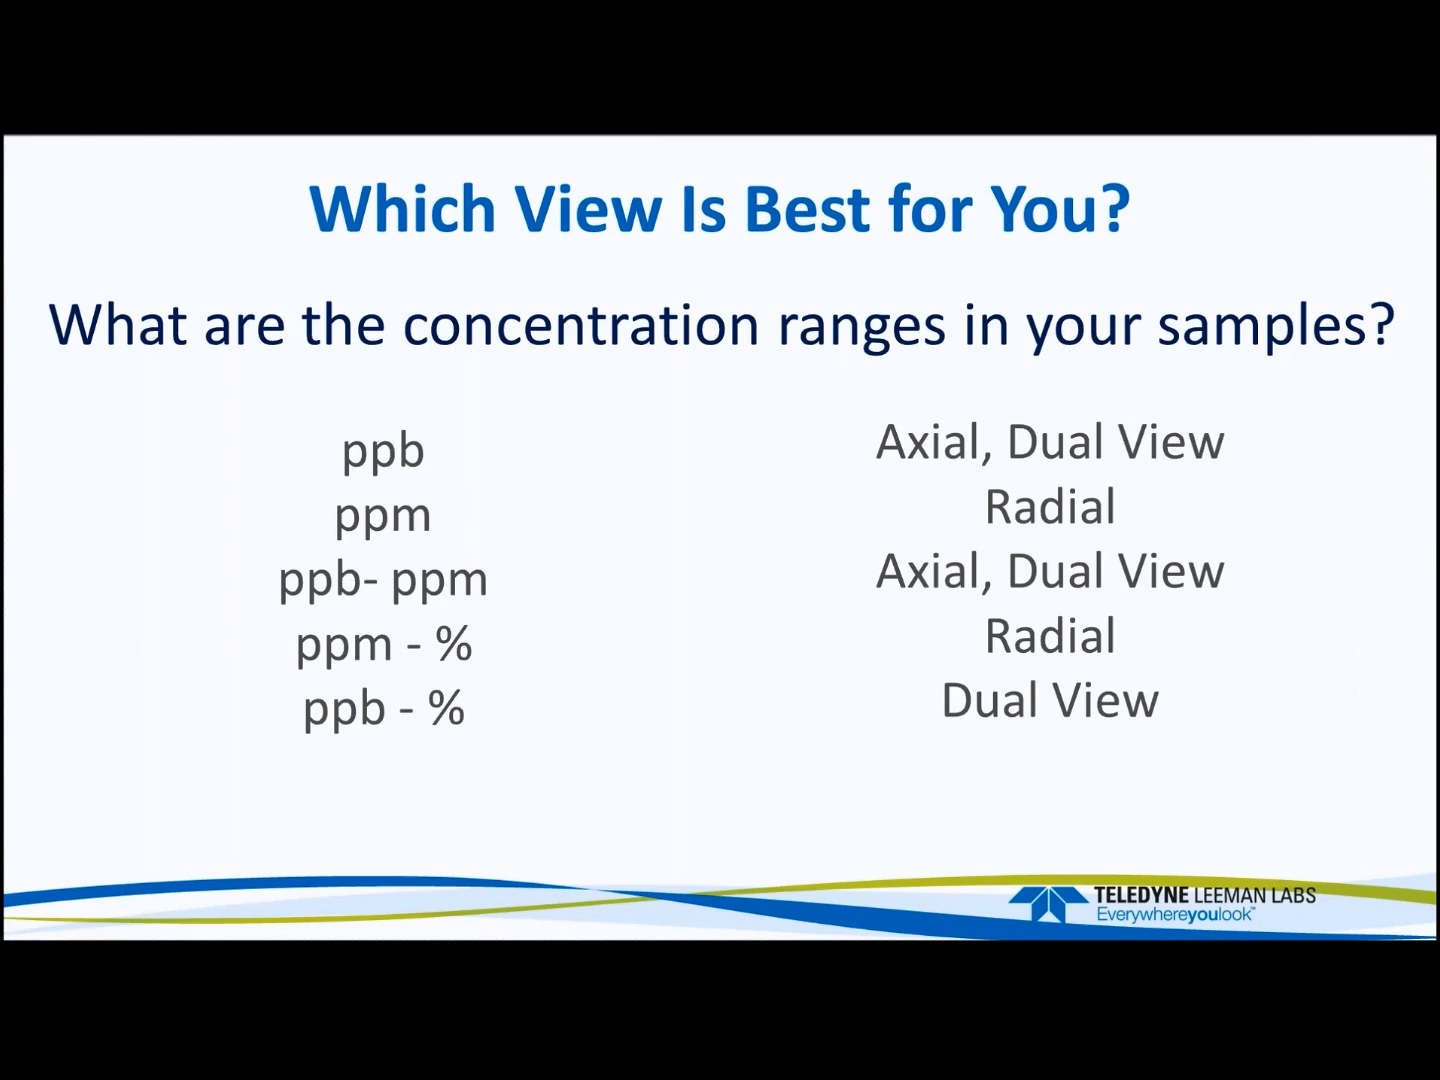 Which View Is Best for You?
What are the concentration ranges in your samples?
ppb Axial, Dual View
ppm Radial
ppb- ppm Axial, Dual View
ppm - % Radial
ppb - % Dual View
TELEDYNE LEEMAN LABS
Everywhereyoulook™